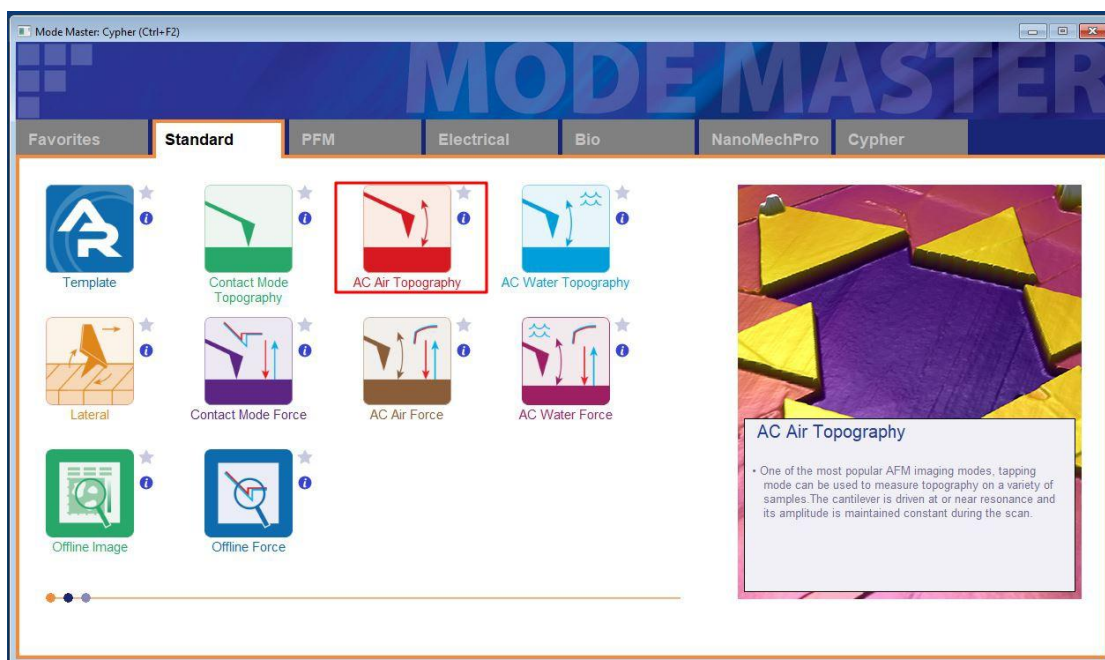 Mode Master: Cypher (Ctrl+F2)
MODE MASTER
Favorites
Standard
PFM
Electrical
Bio
NanoMechPro
Cypher
AR
Template
Contact Mode
Topography
AC Air Topography
AC Water Topography
Lateral
Contact Mode Force
AC Air Force
AC Water Force
Offline Image
Offline Force
AC Air Topography
• One of the most popular AFM imaging modes, tapping
mode can be used to measure topography on a variety of
samples.The cantilever is driven at or near resonance and
its amplitude is maintained constant during the scan.